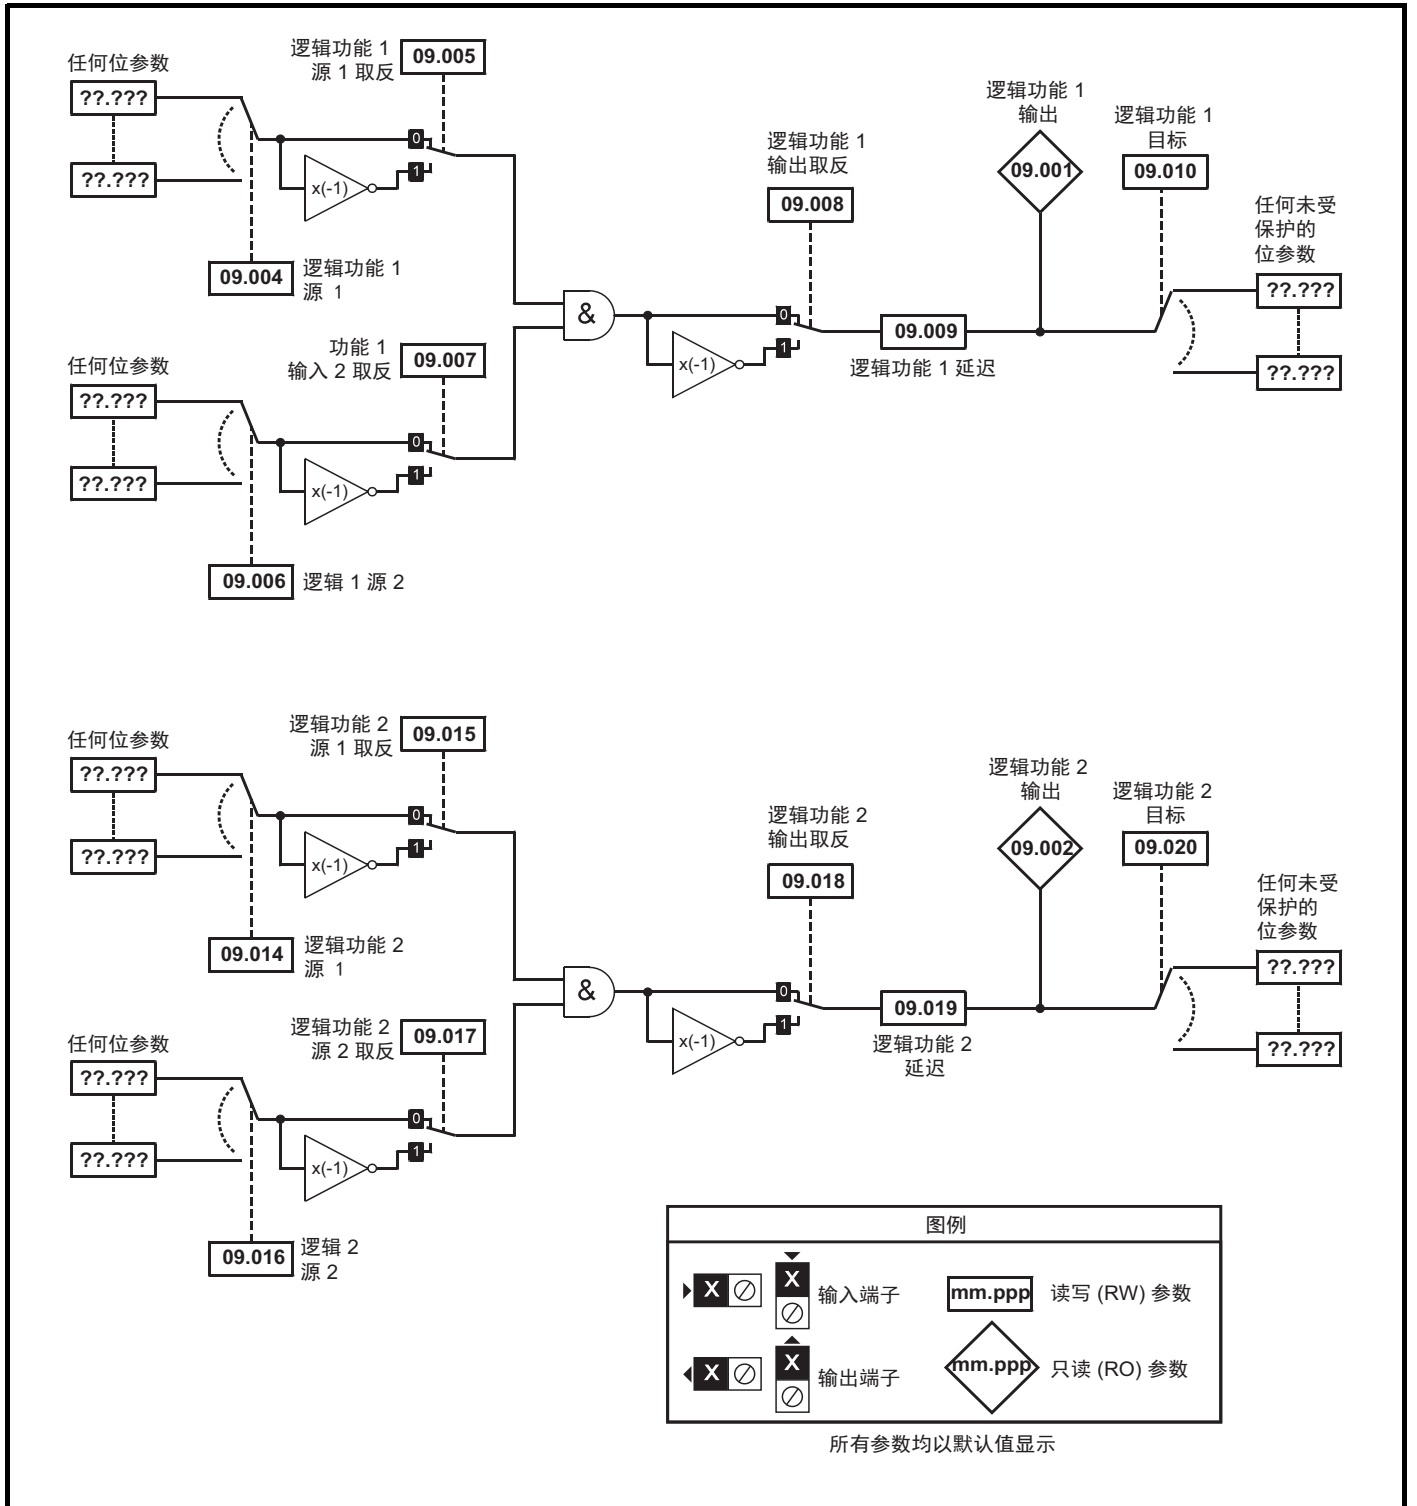 任何位参数
??.???
??.???
逻辑功能 1
源 1 取反
09.005
0
1
x(-1)
09.004
逻辑功能 1
源 1
任何位参数
??.???
??.???
功能 1
输入 2 取反
09.007
0
1
x(-1)
09.006
逻辑 1 源 2
&
逻辑功能 1
输出取反
09.008
0
1
x(-1)
09.009
逻辑功能 1 延迟
逻辑功能 1
输出
09.001
逻辑功能 1
目标
09.010
任何未受
保护的
位参数
??.???
??.???
任何位参数
??.???
??.???
逻辑功能 2
源 1 取反
09.015
0
1
x(-1)
09.014
逻辑功能 2
源 1
任何位参数
??.???
??.???
逻辑功能 2
源 2 取反
09.017
0
1
x(-1)
09.016
逻辑 2
源 2
&
逻辑功能 2
输出取反
09.018
0
1
x(-1)
09.019
逻辑功能 2
延迟
逻辑功能 2
输出
09.002
逻辑功能 2
目标
09.020
任何未受
保护的
位参数
??.???
??.???
图例
X
X
输入端子
mm.ppp
读写 (RW) 参数
X
X
输出端子
mm.ppp
只读 (RO) 参数
所有参数均以默认值显示